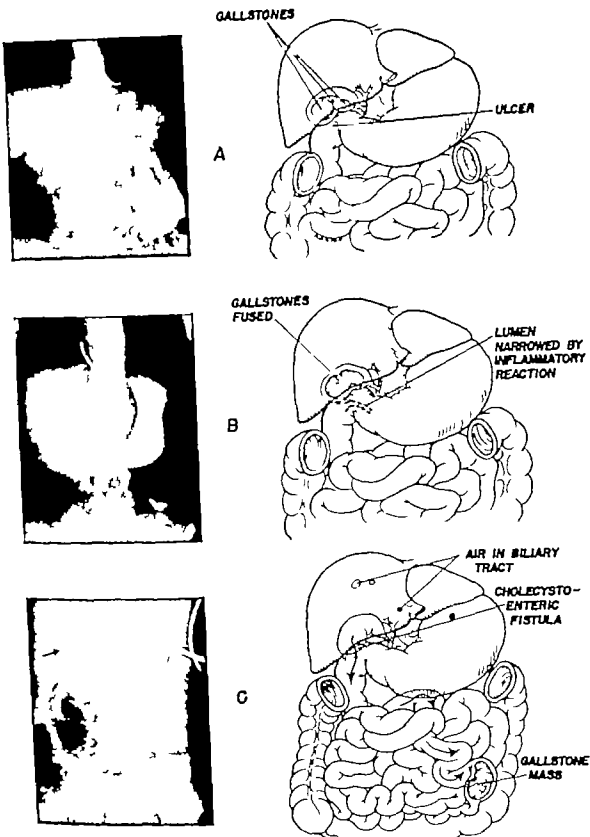 GALLSTONES
ULCER
A
GALLSTONES
FUSED
LUMEN
NARROWED BY
INFLAMMATORY
REACTION
B
AIR IN BILIARY
TRACT
CHOLECYSTO-
ENTERIC
FISTULA
C
GALLSTONE
MASS